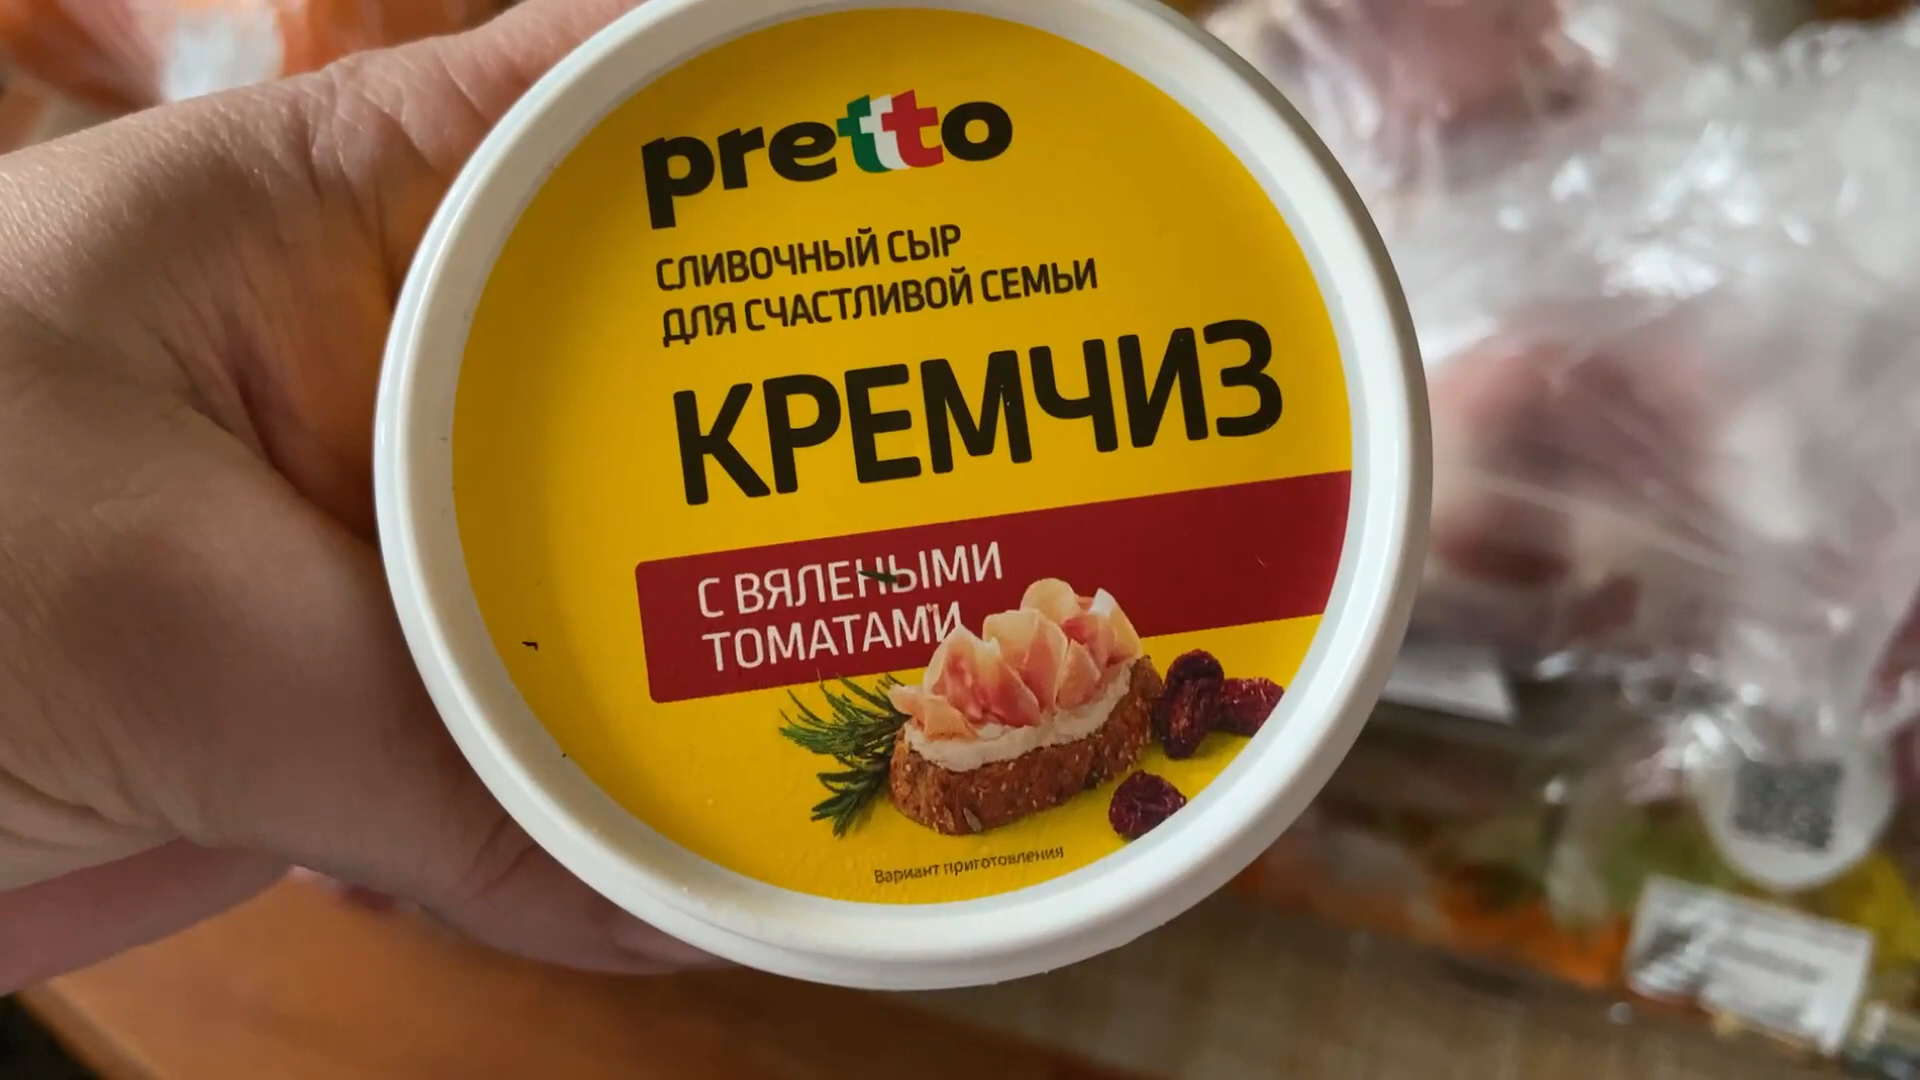 pretto
СЛИВОЧНЫЙ СЫР
ДЛЯ СЧАСТЛИВОЙ СЕМЬИ
КРЕМЧИЗ
С ВЯЛЕНЫМИ
ТОМАТАМИ
Вариант приготовления